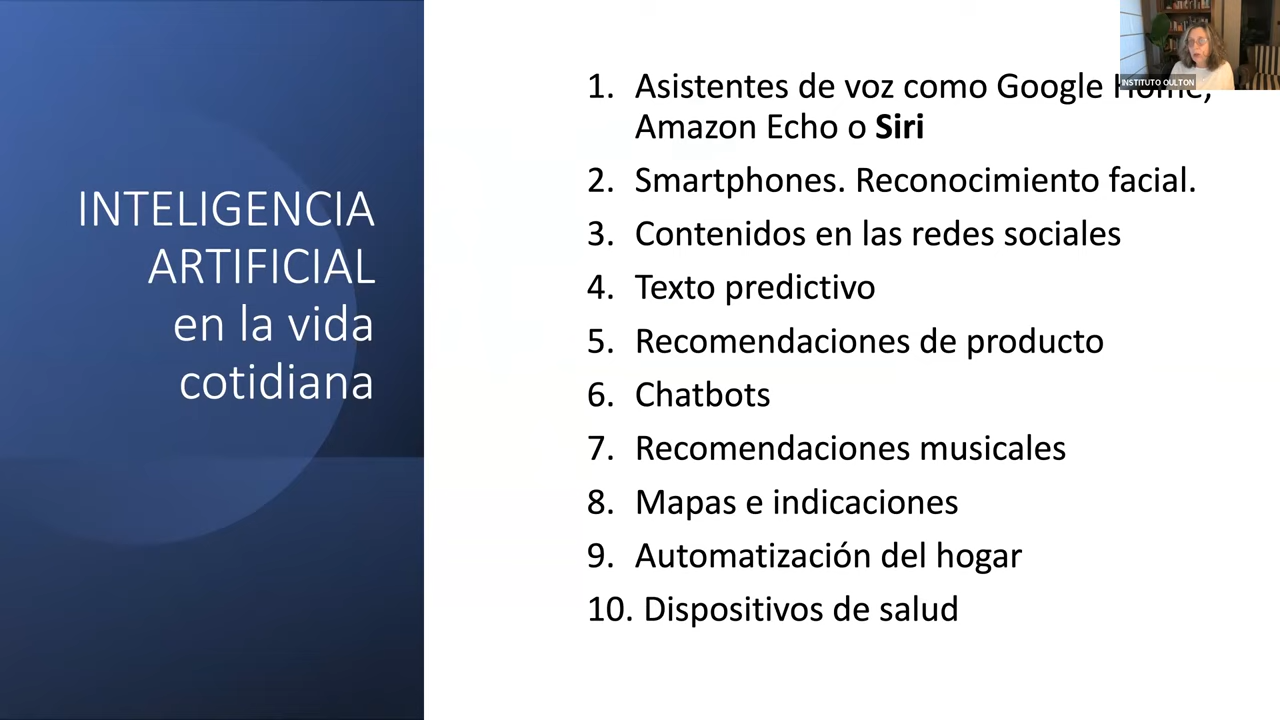 INTELIGENCIA
ARTIFICIAL
en la vida
cotidiana
1. Asistentes de voz como Google Home,
Amazon Echo o Siri
2. Smartphones. Reconocimiento facial.
3. Contenidos en las redes sociales
4. Texto predictivo
5. Recomendaciones de producto
6. Chatbots
7. Recomendaciones musicales
8. Mapas e indicaciones
9. Automatización del hogar
10. Dispositivos de salud
INSTITUTO OULTON